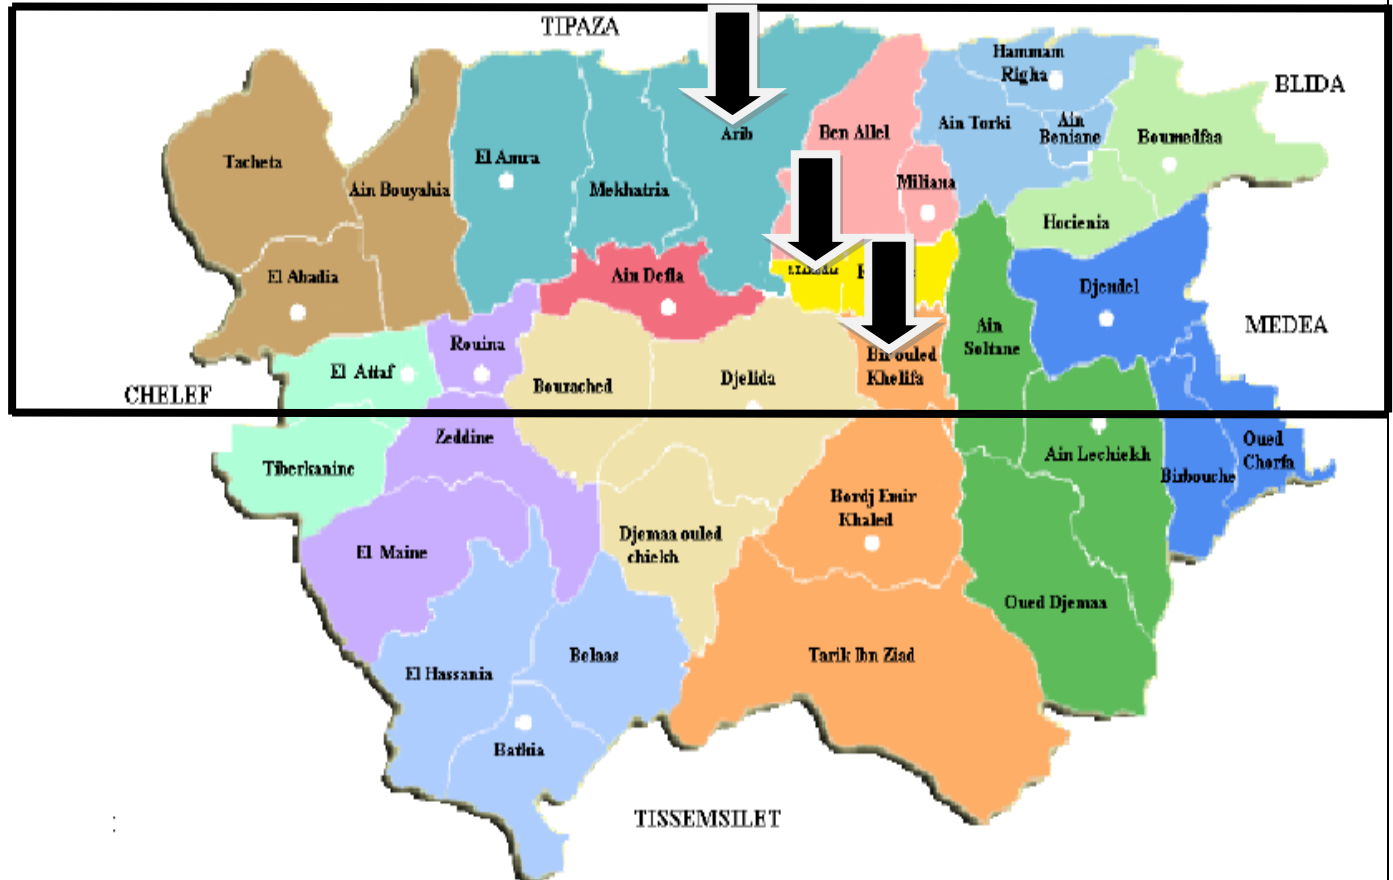 TIPAZA
Hammam
Righa
BLIDA
Arib
Ben Allel
Ain Torki
Ain
Beniane
Boumedfaa
Tacheta
Ain Bouyahia
El Amra
Mekhatria
Miliana
Hocienia
El Abadia
Ain Defla
Djendel
MEDEA
Rouina
Ain
Soltane
El Attaf
Bourached
Djelida
Bir ouled
Khelifa
CHELEF
Zeddine
Tiberkanine
Ain Lechiekh
Birbouche
Oued
Chorfa
Bordj Emir
Khaled
El Maine
Djemaa ouled
chiekh
Oued Djemaa
El Hassania
Belaas
Tarik Ibn Ziad
Bathia
TISSEMSILET
: